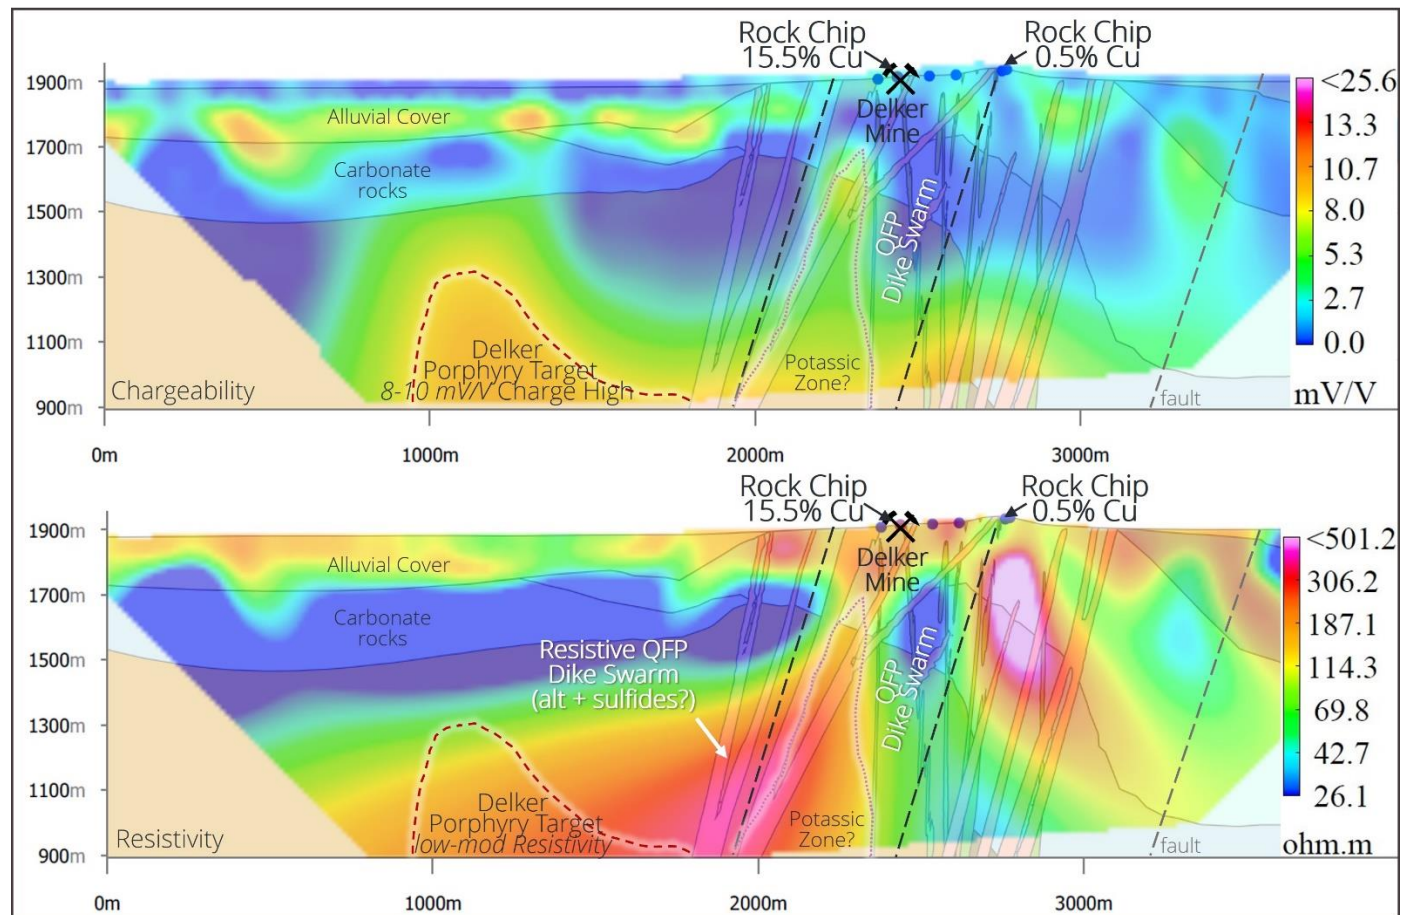 Rock Chip
15.5% Cu
Rock Chip
0.5% Cu
1900m
1700m
1500m
1300m
1100m
900m
Alluvial Cover
Carbonate
rocks
Delker
Mine
QFP
Dike Swarm
Delker
Porphyry Target
8-10 mV/V Charge High
Potassic
Zone?
Chargeability
fault
<25.6
13.3
10.7
8.0
5.3
2.7
0.0
mV/V
0m
1000m
2000m
3000m
Rock Chip
15.5% Cu
Rock Chip
0.5% Cu
1900m
1700m
1500m
1300m
1100m
900m
Alluvial Cover
Carbonate
rocks
Delker
Mine
Resistive QFP
Dike Swarm
(alt + sulfides?)
QFP
Dike Swarm
Delker
Porphyry Target
low-mod Resistivity
Potassic
Zone?
Resistivity
fault
<501.2
306.2
187.1
114.3
69.8
42.7
26.1
ohm.m
0m
1000m
2000m
3000m